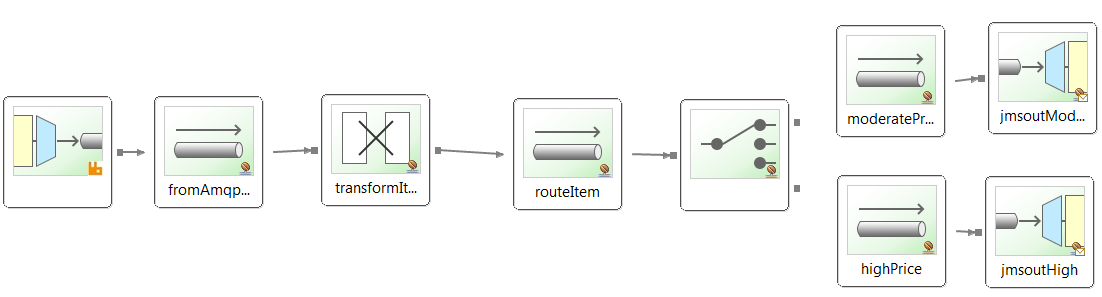 fromAmqp...
transformIt...
routeItem
moderatePr...
jmsoutMod...
highPrice
jmsoutHigh